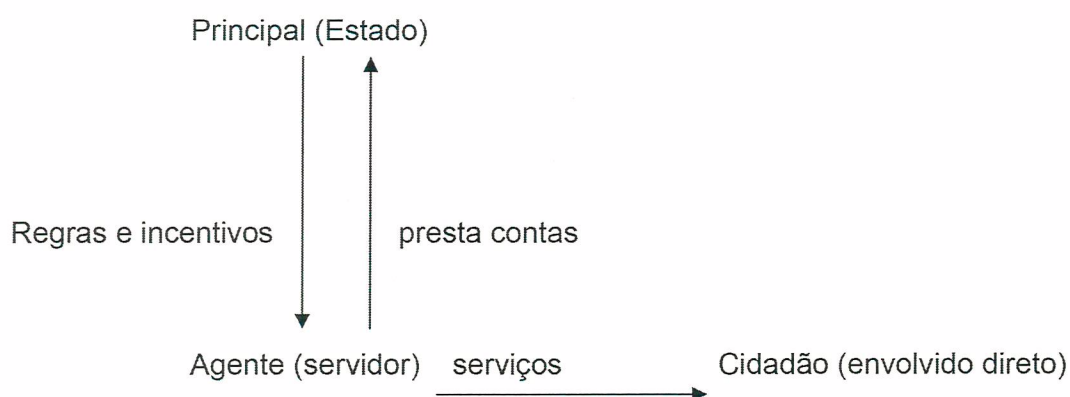 Principal (Estado)
Regras e incentivos
presta contas
Agente (servidor)
serviços
Cidadão (envolvido direto)